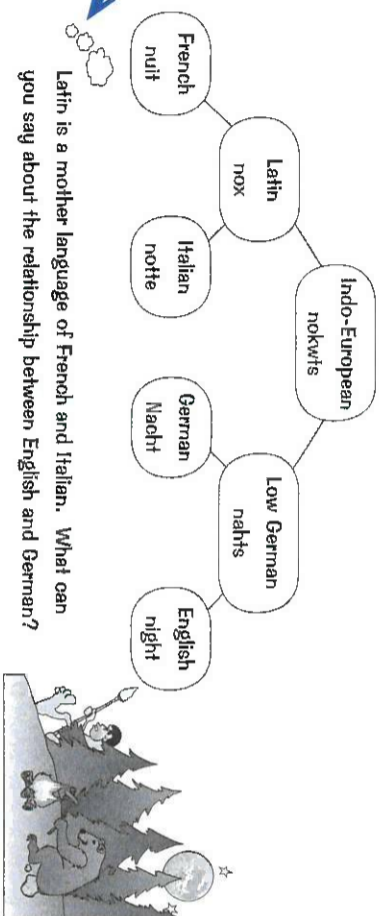 Indo-European
nokwts
Latin
nox
Low German
nahts
French
nuit
Italian
notte
German
Nacht
English
night
Latin is a mother language of French and Italian. What can
you say about the relationship between English and German?